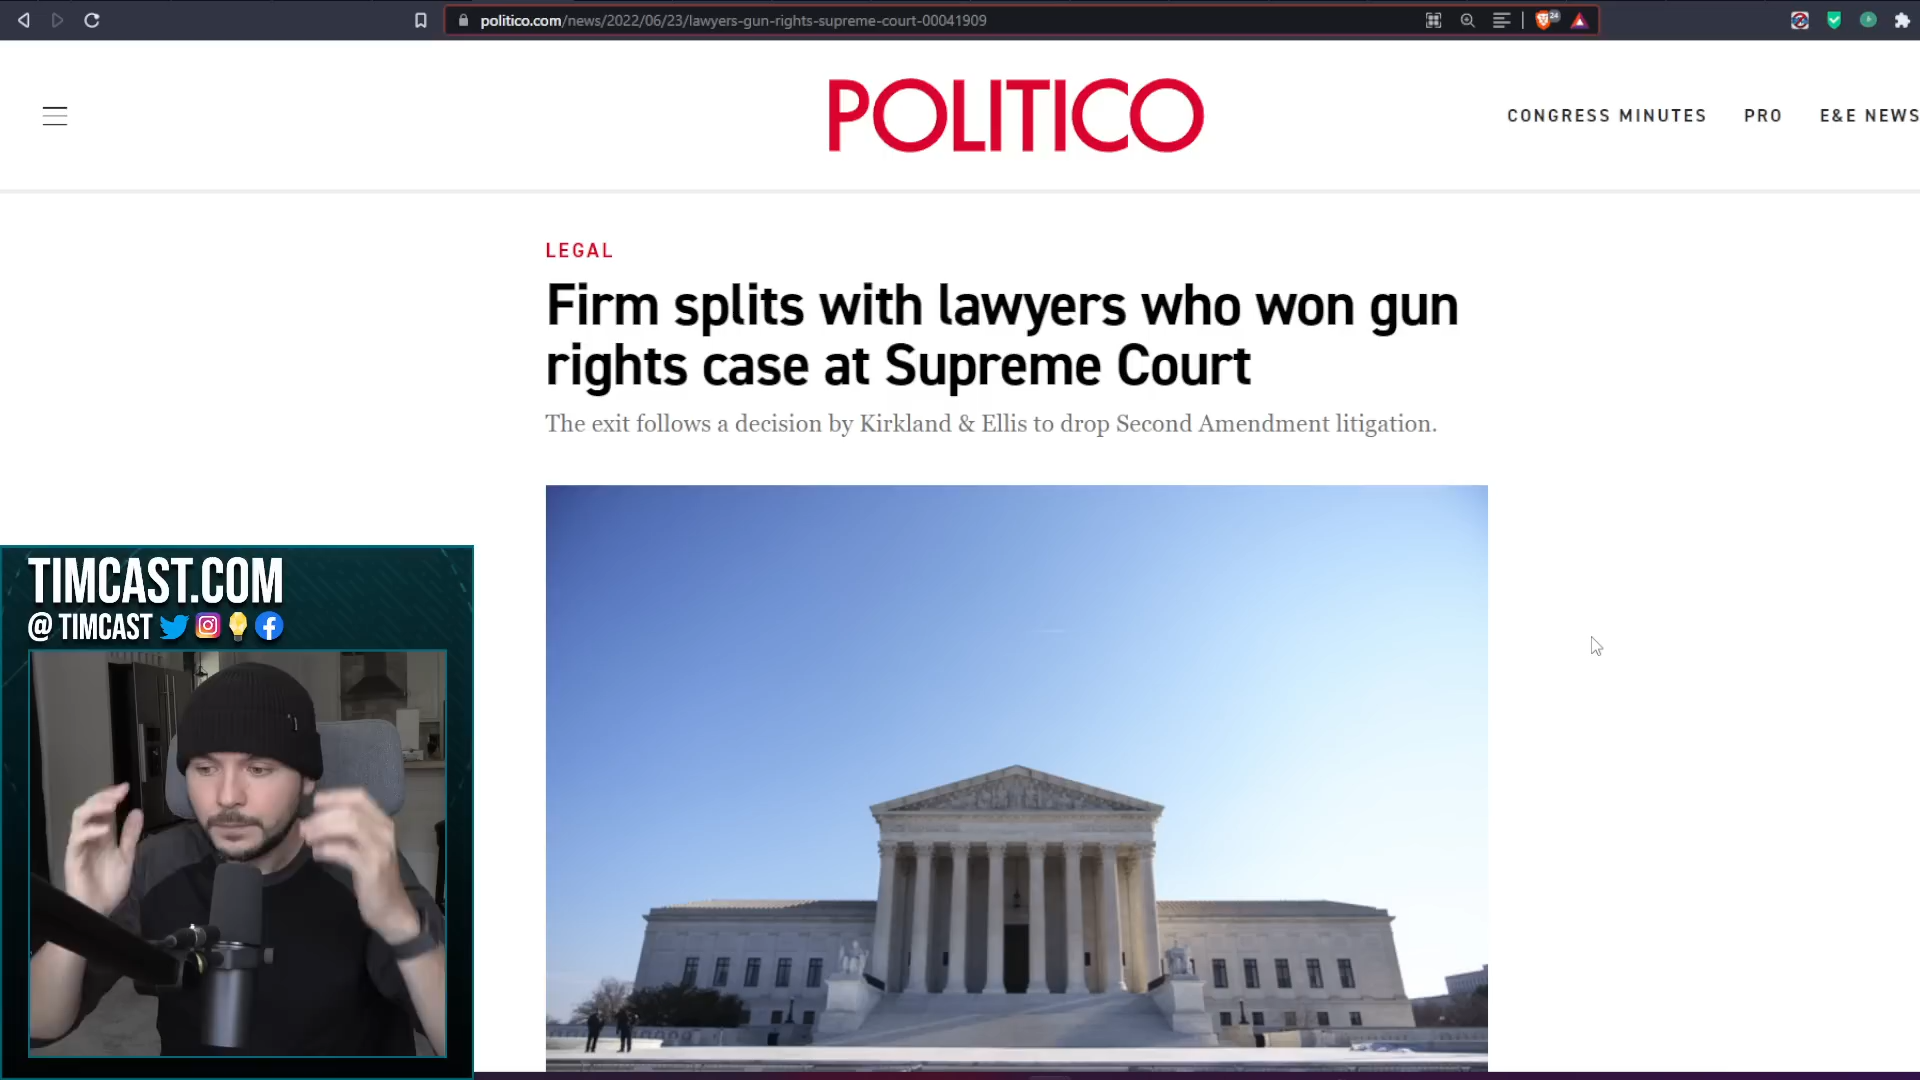 politico.com/news/2022/06/23/lawyers-gun-rights-supreme-court-00041909
24
POLITICO
CONGRESS MINUTES
PRO
E&E NEWS
LEGAL
Firm splits with lawyers who won gun
rights case at Supreme Court
The exit follows a decision by Kirkland & Ellis to drop Second Amendment litigation.
TIMCAST.COM
@ TIMCAST